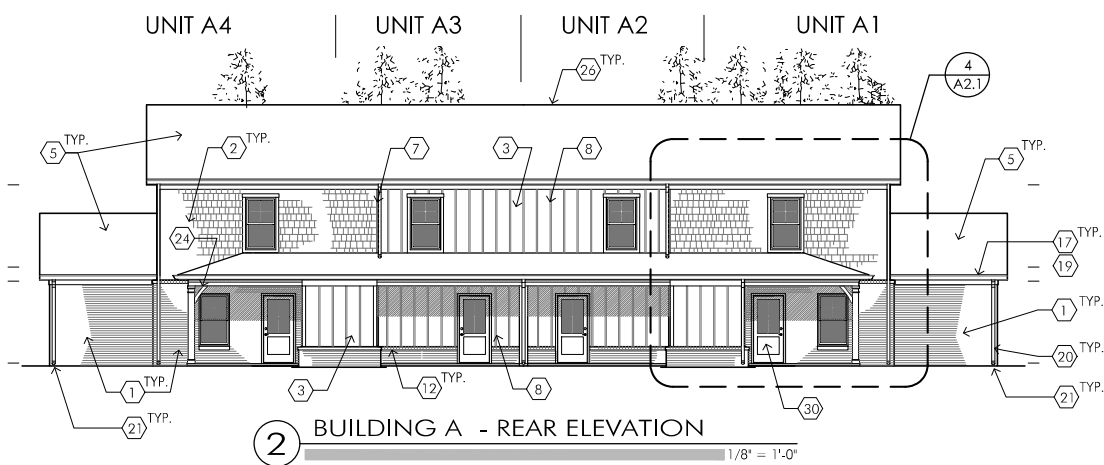 UNIT A4 UNIT A3 UNIT A2 UNIT A1
4
A2.1
26 TYP.
5 TYP.
2 TYP.
7
3
8
5 TYP.
24
17 TYP.
19
1 TYP.
20 TYP.
21 TYP.
1 TYP.
3
12 TYP.
8
30
21 TYP.
2 BUILDING A - REAR ELEVATION
1/8" = 1'-0"